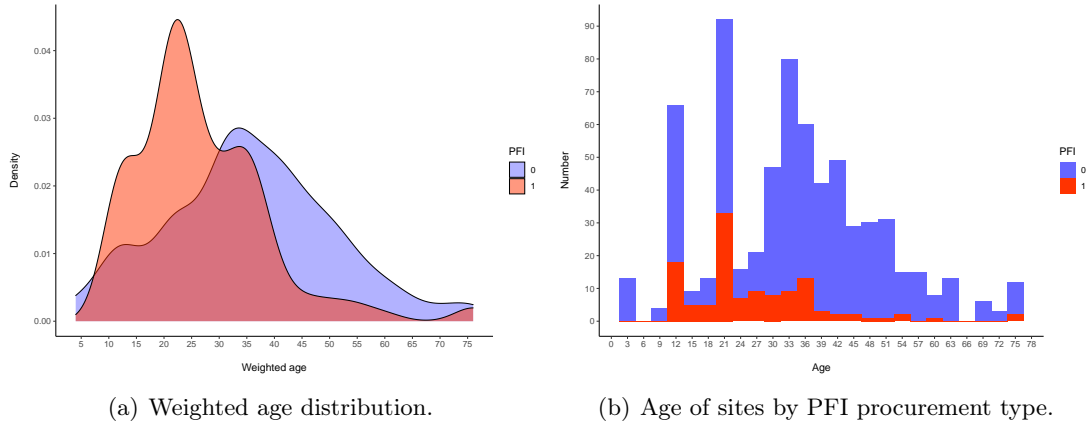 Density
0.04
0.03
0.02
0.01
0.00
5 10 15 20 25 30 35 40 45 50 55 60 65 70 75
Weighted age
PFI
0
1
(a) Weighted age distribution.
Number
90
80
70
60
50
40
30
20
10
0
0 3 6 9 12 15 18 21 24 27 30 33 36 39 42 45 48 51 54 57 60 63 66 69 72 75 78
Age
PFI
0
1
(b) Age of sites by PFI procurement type.